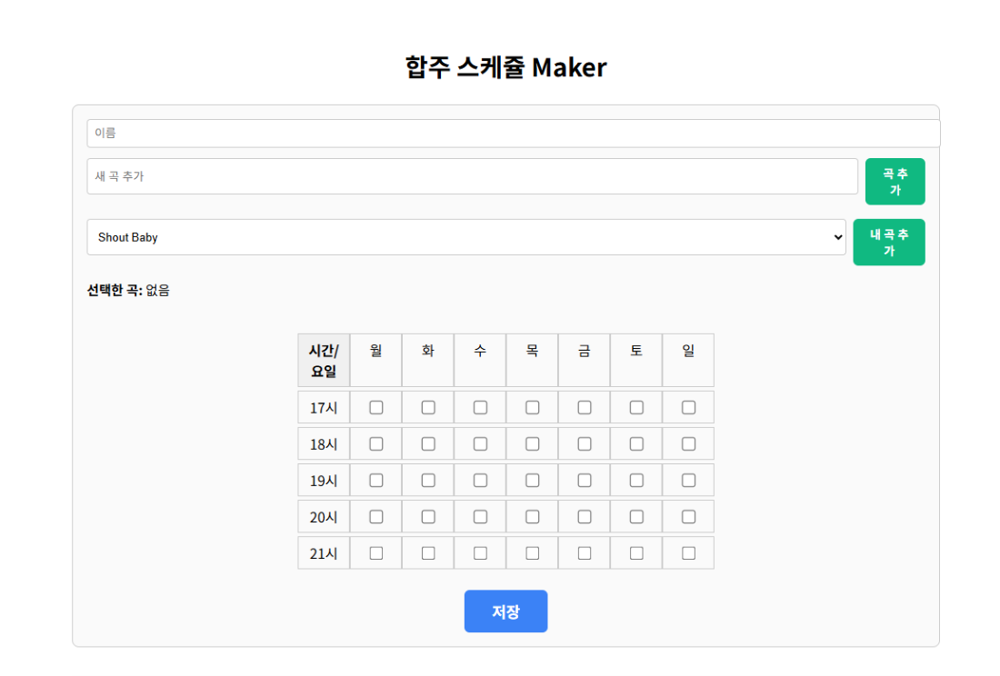 합주 스케쥴 Maker
이름
새 곡 추가
곡 추
가
Shout Baby
내 곡 추
가
선택한 곡: 없음
시간/
요일
월 화 수 목 금 토 일
17시
18시
19시
20시
21시
저장